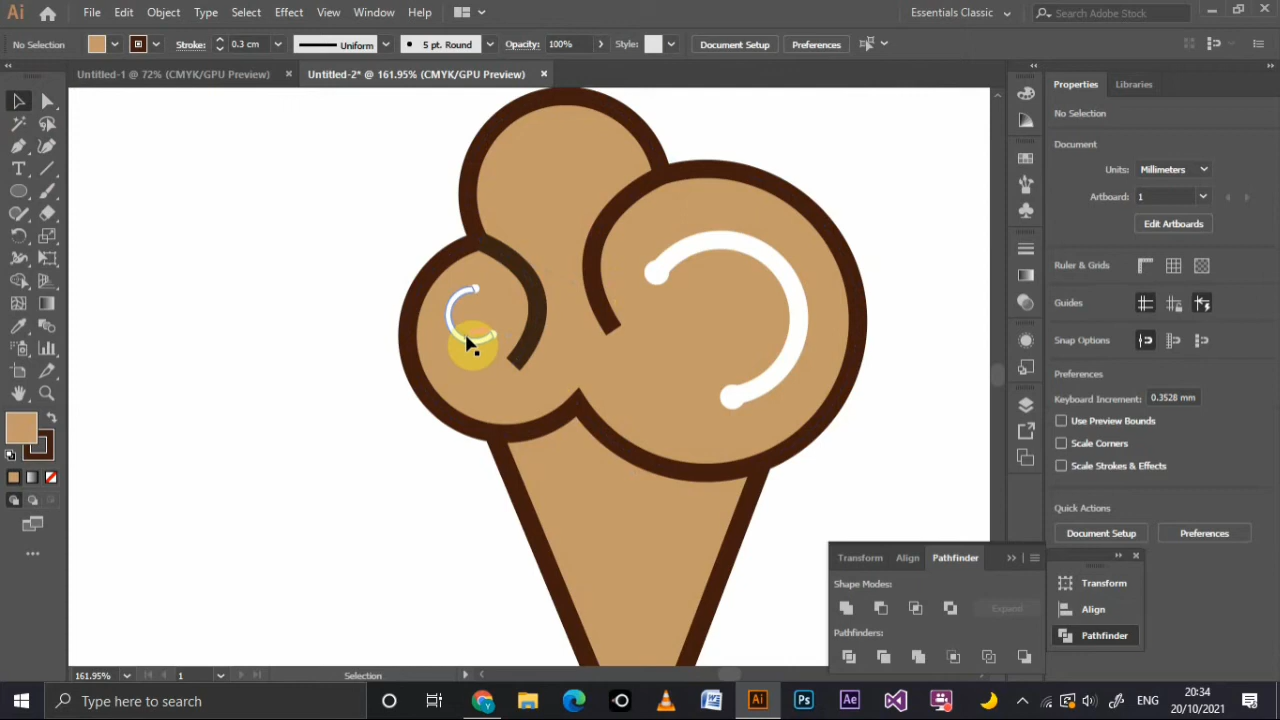 Ai File Edit Object Type Select Effect View Window Help Essentials Classic Search Adobe Stock
No Selection Stroke: 0.3 cm Uniform 5 pt. Round Opacity: 100% Style: Document Setup Preferences
Untitled-1 @ 72% (CMYK/GPU Preview) × Untitled-2* @ 161.95% (CMYK/GPU Preview) ×
Properties Libraries
No Selection
Document
Units: Millimeters
Artboard: 1
Edit Artboards
Ruler & Grids
Guides
Snap Options
Preferences
Keyboard Increment: 0.3528 mm
Use Preview Bounds
Scale Corners
Scale Strokes & Effects
Quick Actions
Document Setup Preferences
Transform Align Pathfinder
Shape Modes:
Expand
Pathfinders:
Transform
Align
Pathfinder
161.95% 1 Selection
Type here to search
Ai Ps Ae ENG 20:34
20/10/2021